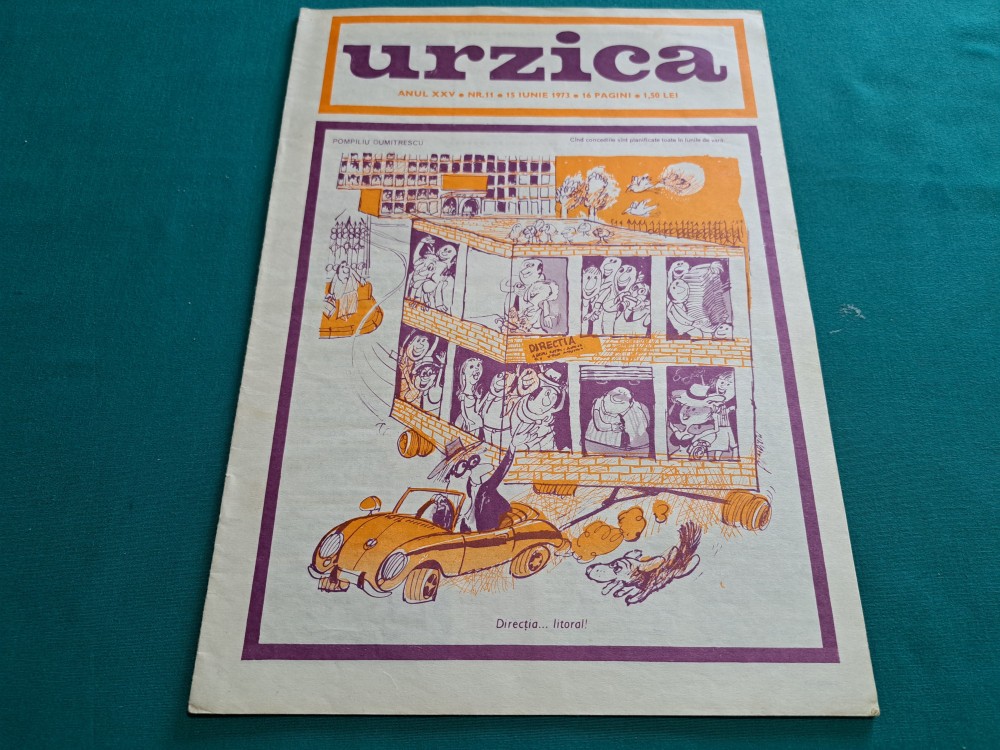 urzica
ANUL XXV • NR. 11 • 15 IUNIE 1973 • 16 PAGINI • 1,50 LEI
POMPILIU DUMITRESCU
Cînd concediile sînt planificate toate în lunile de vară...
DIRECȚIA
Direcția... litoral!